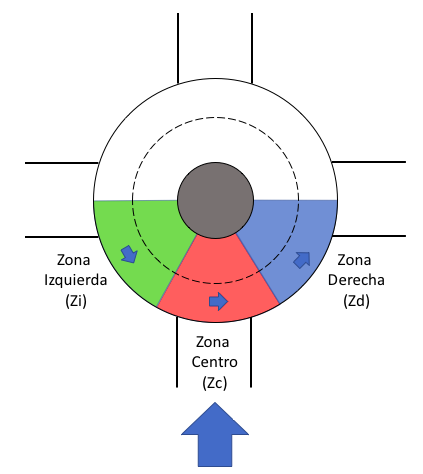 Zona
Izquierda
(Zi)
Zona
Centro
(Zc)
Zona
Derecha
(Zd)